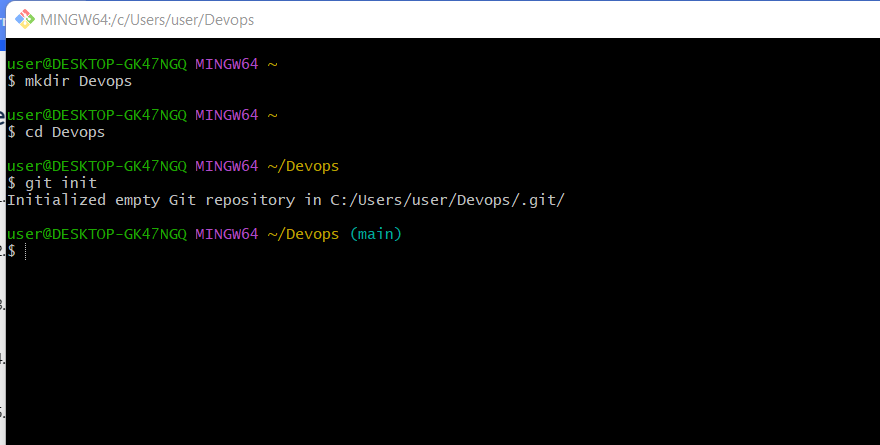 MINGW64:/c/Users/user/Devops
user@DESKTOP-GK47NGQ MINGW64 ~
$ mkdir Devops
user@DESKTOP-GK47NGQ MINGW64 ~
$ cd Devops
user@DESKTOP-GK47NGQ MINGW64 ~/Devops
$ git init
Initialized empty Git repository in C:/Users/user/Devops/.git/
user@DESKTOP-GK47NGQ MINGW64 ~/Devops (main)
$